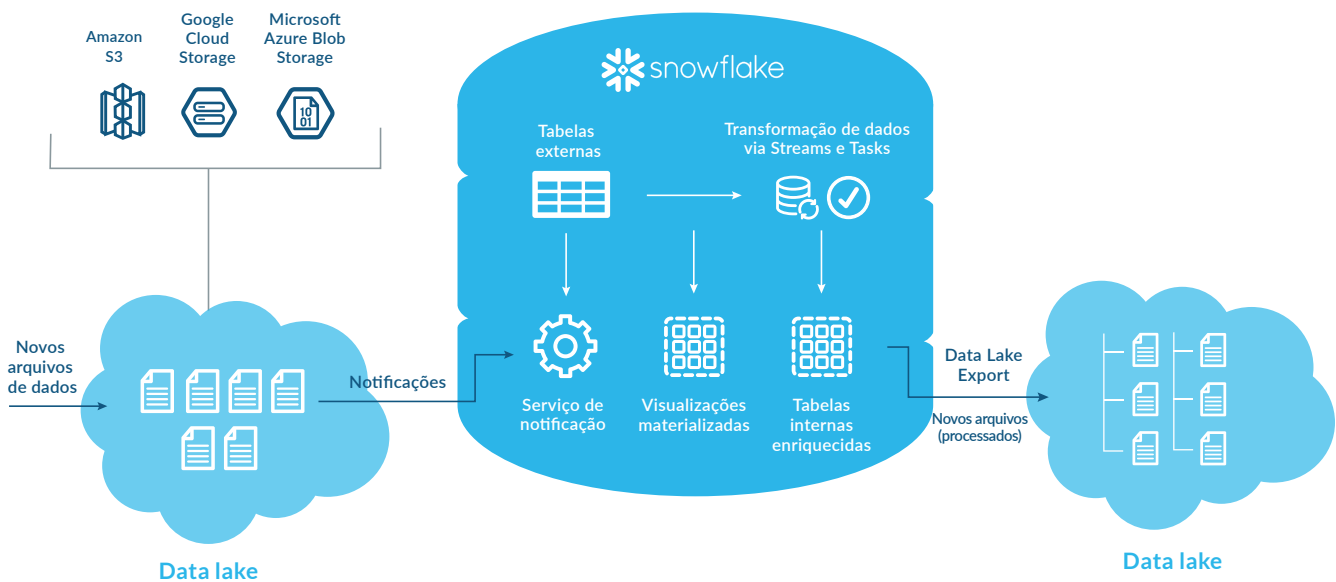 Amazon
S3
Google
Cloud
Storage
Microsoft
Azure Blob
Storage
10
01
snowflake
Tabelas
externas
Transformação de dados
via Streams e Tasks
Novos
arquivos
de dados
Notificações
Serviço de
notificação
Visualizações
materializadas
Tabelas
internas
enriquecidas
Data Lake
Export
Novos arquivos
(processados)
Data lake
Data lake